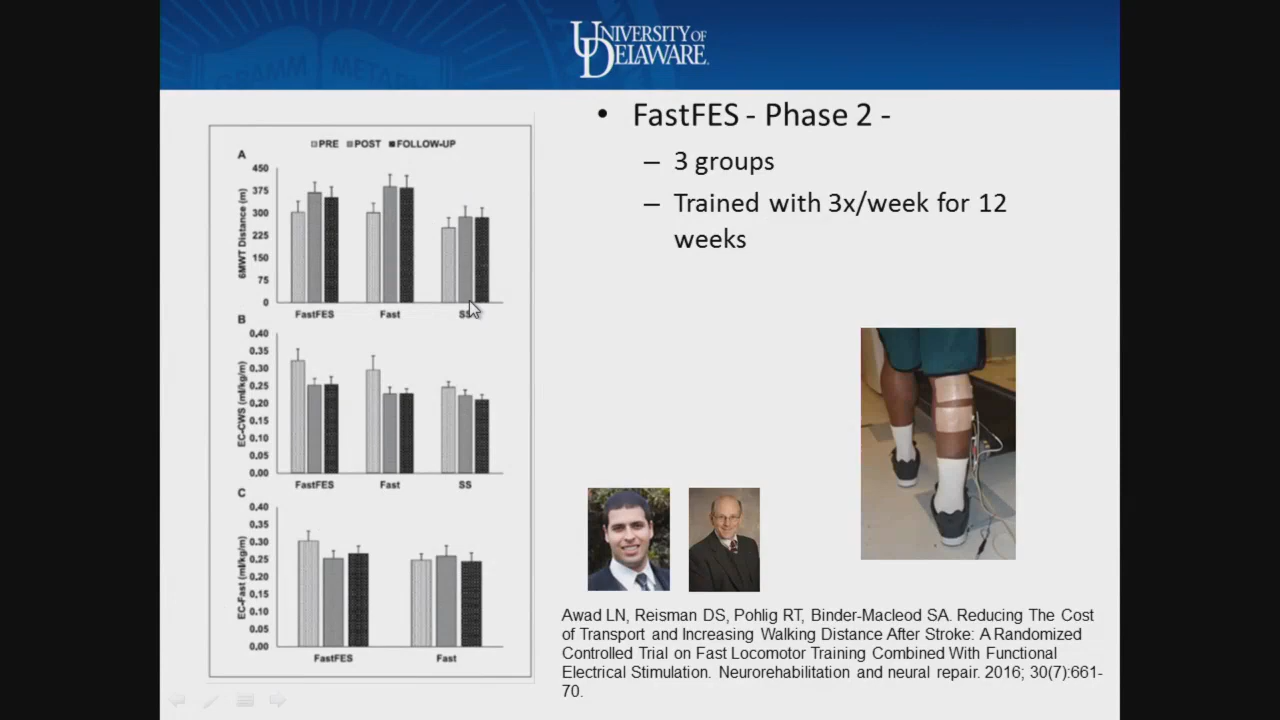 GRAMM METAE
UNIVERSITY OF
DELAWARE
• FastFES - Phase 2 -
– 3 groups
– Trained with 3x/week for 12
weeks
PRE POST FOLLOW-UP
A
6MWT Distance (m)
450
375
300
225
150
75
0
FastFES Fast SS
B
EC-CWS (ml/kg/m)
0.40
0.35
0.30
0.25
0.20
0.15
0.10
0.05
0.00
FastFES Fast SS
C
EC-Fast (ml/kg/m)
0.40
0.35
0.30
0.25
0.20
0.15
0.10
0.05
0.00
FastFES Fast
Awad LN, Reisman DS, Pohlig RT, Binder-Macleod SA. Reducing The Cost
of Transport and Increasing Walking Distance After Stroke: A Randomized
Controlled Trial on Fast Locomotor Training Combined With Functional
Electrical Stimulation. Neurorehabilitation and neural repair. 2016; 30(7):661-
70.